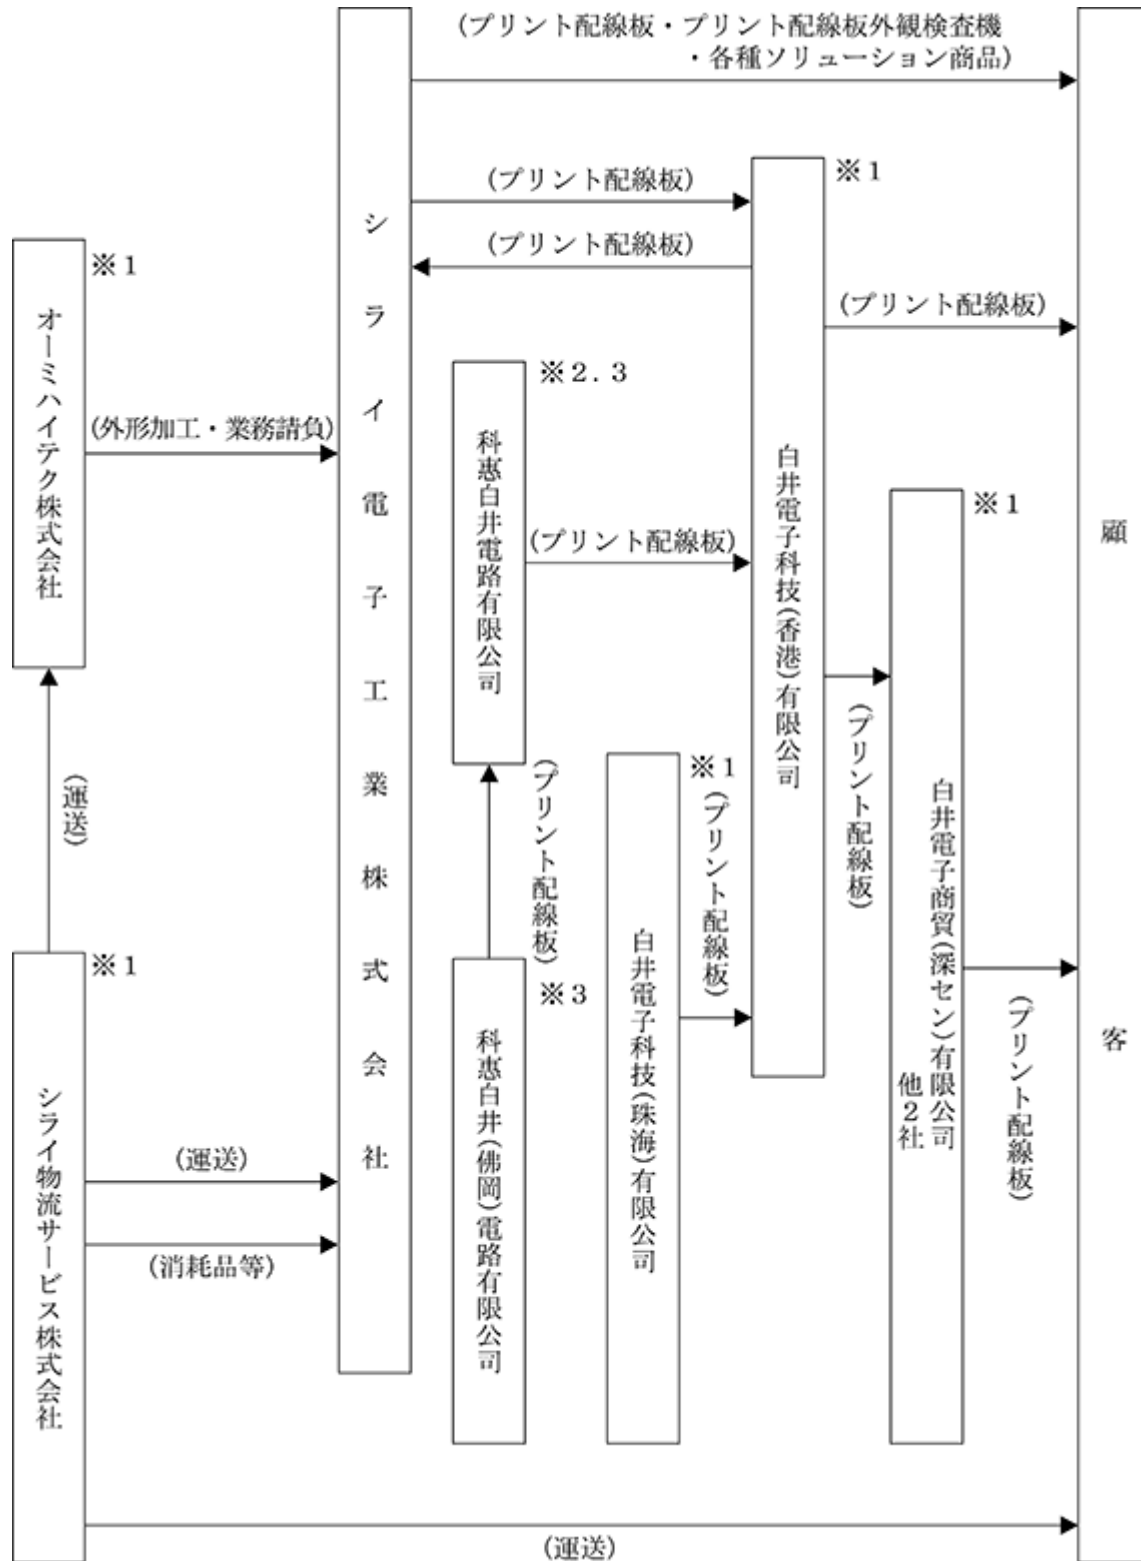 (プリント配線板・プリント配線板外観検査機
・各種ソリューション商品)
(プリント配線板)
※1
(プリント配線板)
シライ電子工業株式会社
※1
オーミハイテク株式会社
(プリント配線板)
※2.3
科惠白井電路有限公司
(外形加工・業務請負)
(プリント配線板)
白井電子科技(香港)有限公司
※1
顧客
(プリント配線板)
(運送)
(プリント配線板)
※1
(プリント配線板)
白井電子科技(珠海)有限公司
白井電子商貿(深セン)有限公司
他2社
(プリント配線板)
※1
シライ物流サービス株式会社
※3
科惠白井(佛岡)電路有限公司
(運送)
(消耗品等)
(運送)